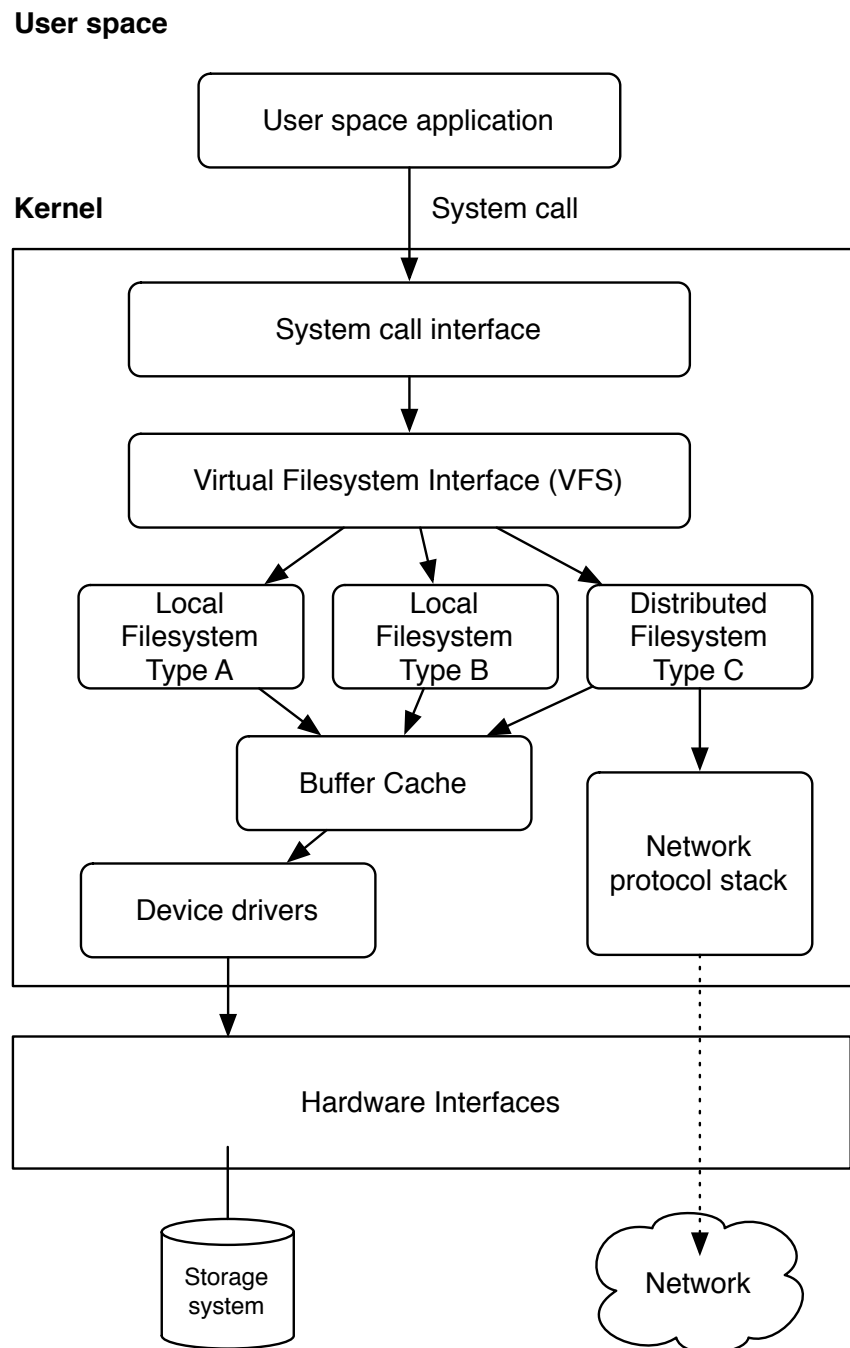 User space
User space application
Kernel
System call
System call interface
Virtual Filesystem Interface (VFS)
Local
Filesystem
Type A
Local
Filesystem
Type B
Distributed
Filesystem
Type C
Buffer Cache
Network
protocol stack
Device drivers
Hardware Interfaces
Storage
system
Network